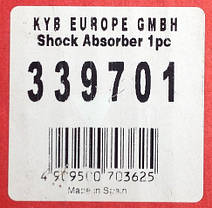 KYB EUROPE GMBH
Shock Absorber 1pc
339701
4 909500 703625
Made in Spain